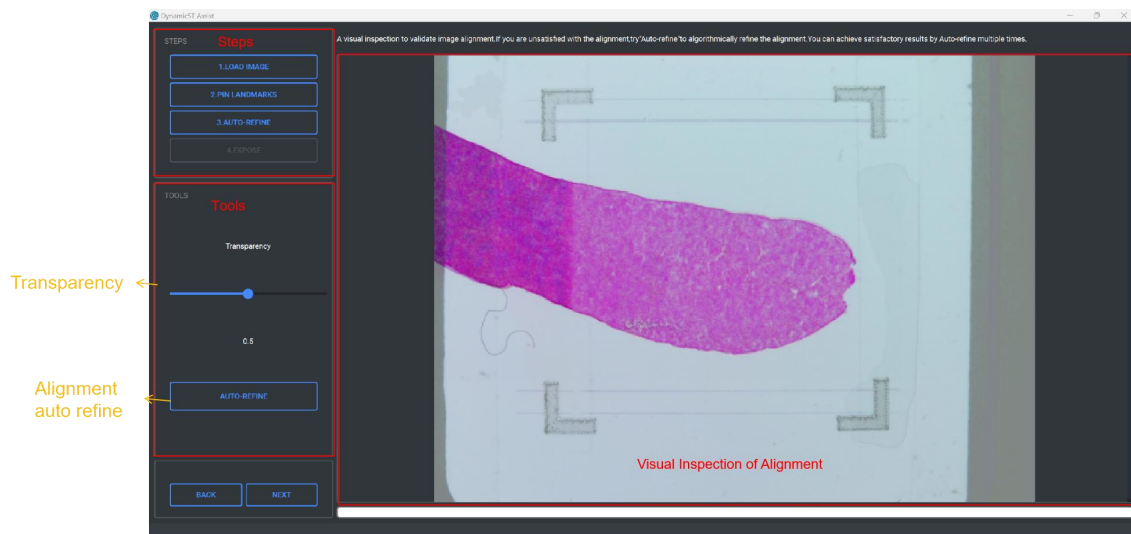 DynamicST Assist
A visual inspection to validate image alignment.If you are unsatisfied with the alignment,try"Auto-refine"to algorithmically refine the alignment.You can achieve satisfactory results by Auto-refine multiple times.
STEPS
Steps
1.LOAD IMAGE
2.PIN LANDMARKS
3.AUTO-REFINE
4.EXPOSE
TOOLS
Tools
Transparency
Transparency
0.5
Alignment
auto refine
AUTO-REFINE
Visual Inspection of Alignment
BACK
NEXT